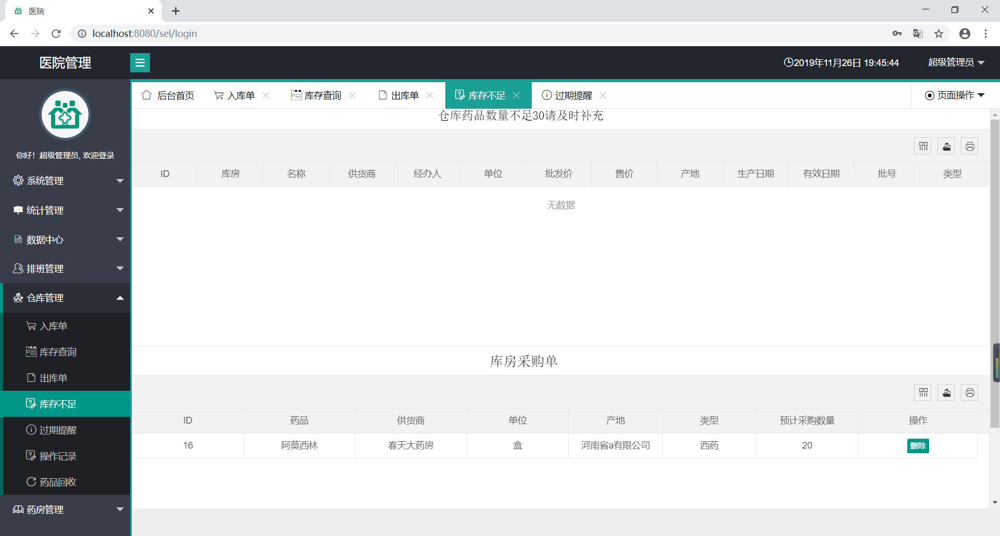 医院
localhost:8080/sel/login
医院管理
2019年11月26日 19:45:44
超级管理员
后台首页
入库单
库存查询
出库单
库存不足
过期提醒
页面操作
你好！超级管理员, 欢迎登录
系统管理
统计管理
数据中心
排班管理
仓库管理
入库单
库存查询
出库单
库存不足
过期提醒
操作记录
药品回收
药房管理
仓库药品数量不足30请及时补充
ID 库房 名称 供货商 经办人 单位 批发价 售价 产地 生产日期 有效日期 批号 类型
无数据
库房采购单
ID 药品 供货商 单位 产地 类型 预计采购数量 操作
16 阿莫西林 春天大药房 盒 河南省a有限公司 西药 20 删除